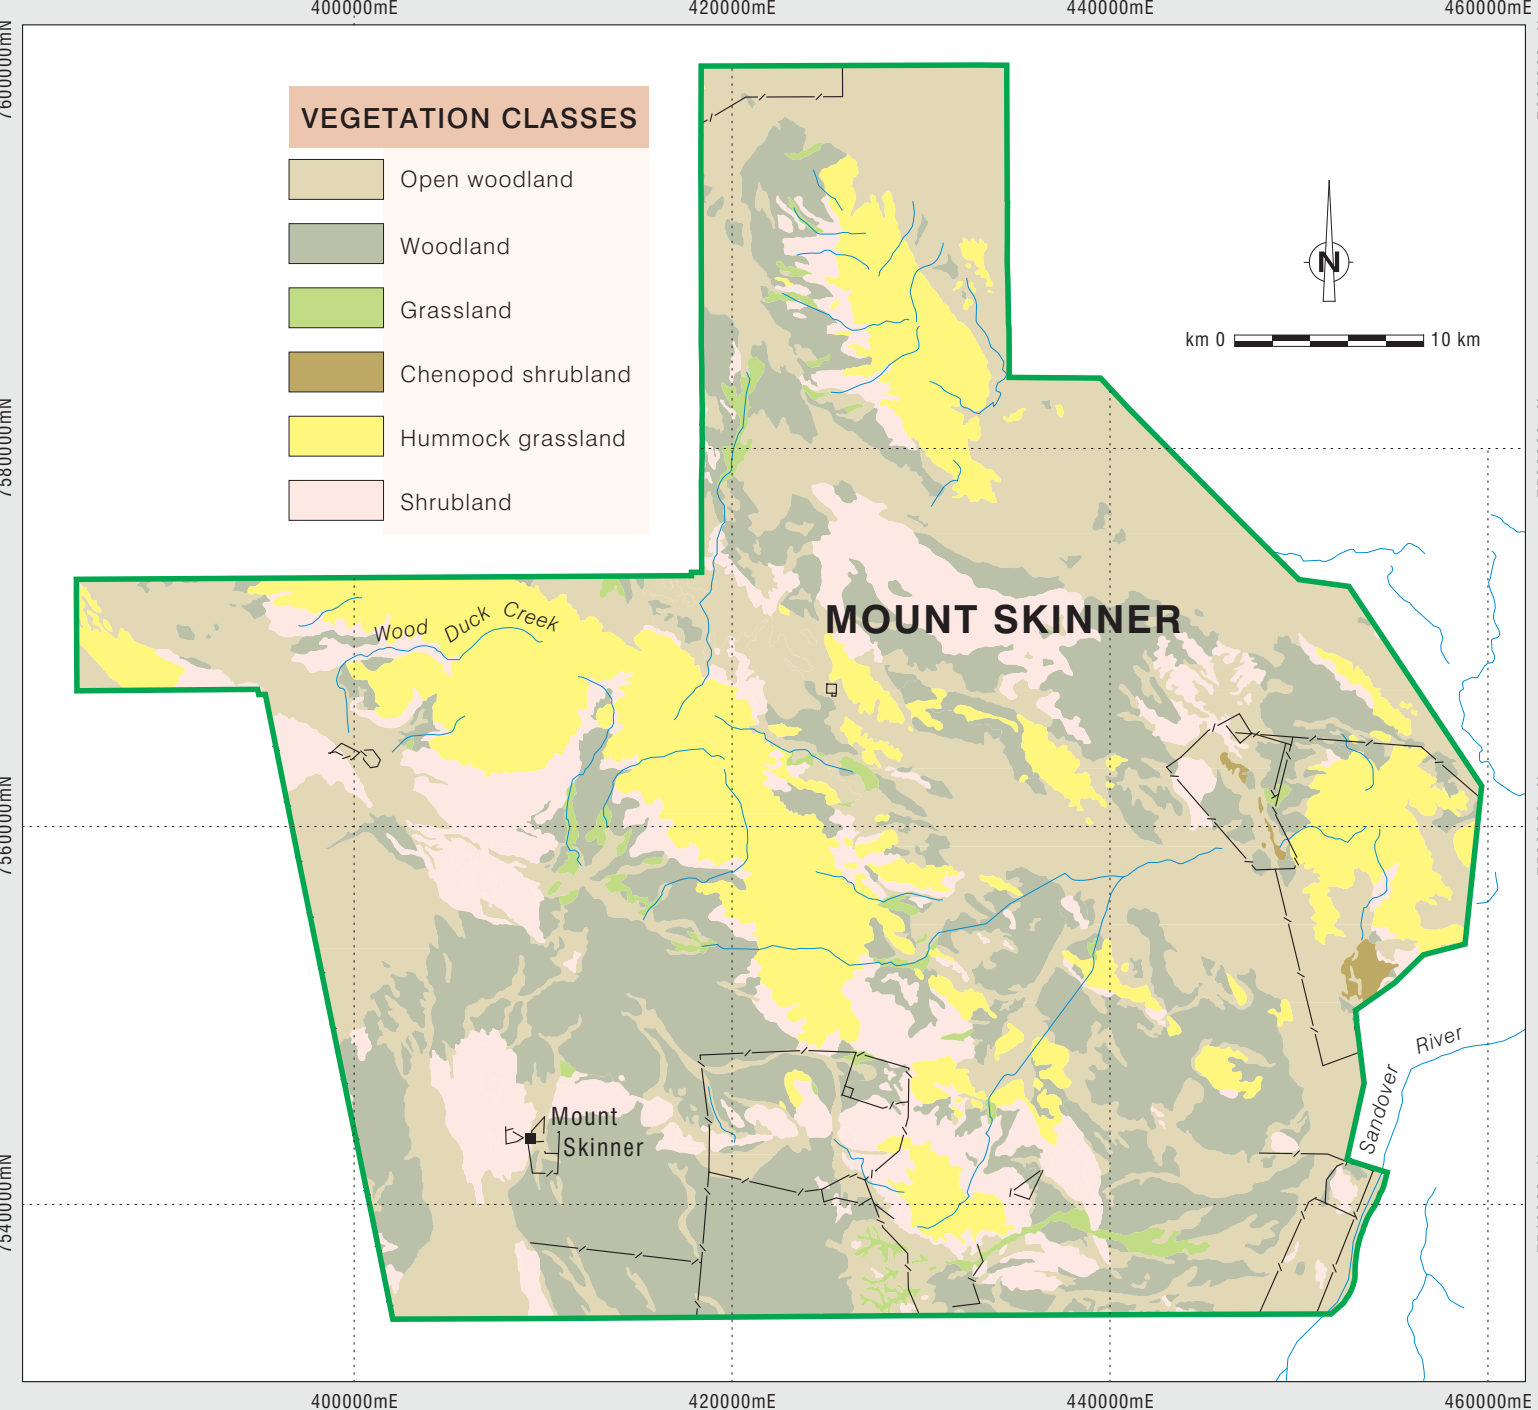 400000mE 420000mE 440000mE 460000mE
7600000mN
VEGETATION CLASSES
Open woodland
Woodland
Grassland
Chenopod shrubland
Hummock grassland
Shrubland
N
km 0 10 km
7580000mN
MOUNT SKINNER
Wood Duck Creek
7560000mN
River
Sandover
Mount
Skinner
7540000mN
400000mE 420000mE 440000mE 460000mE